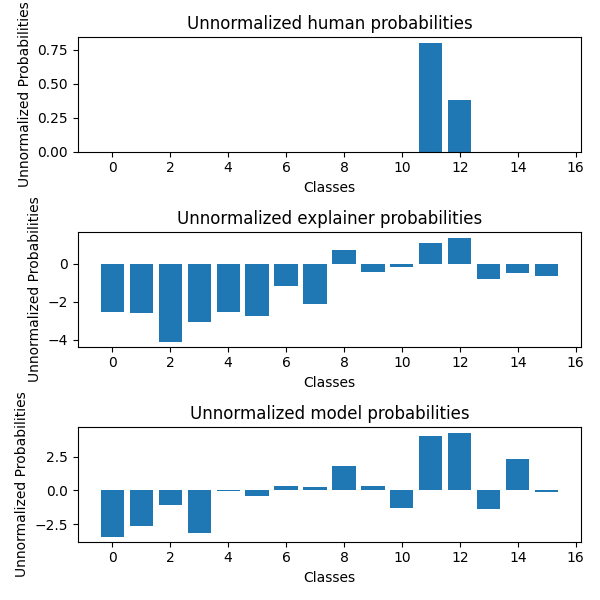 Unnormalized human probabilities
Unnormalized Probabilities
0.75
0.50
0.25
0.00
0 2 4 6 8 10 12 14 16
Classes
Unnormalized explainer probabilities
Unnormalized Probabilities
0
−2
−4
0 2 4 6 8 10 12 14 16
Classes
Unnormalized model probabilities
Unnormalized Probabilities
2.5
0.0
−2.5
0 2 4 6 8 10 12 14 16
Classes